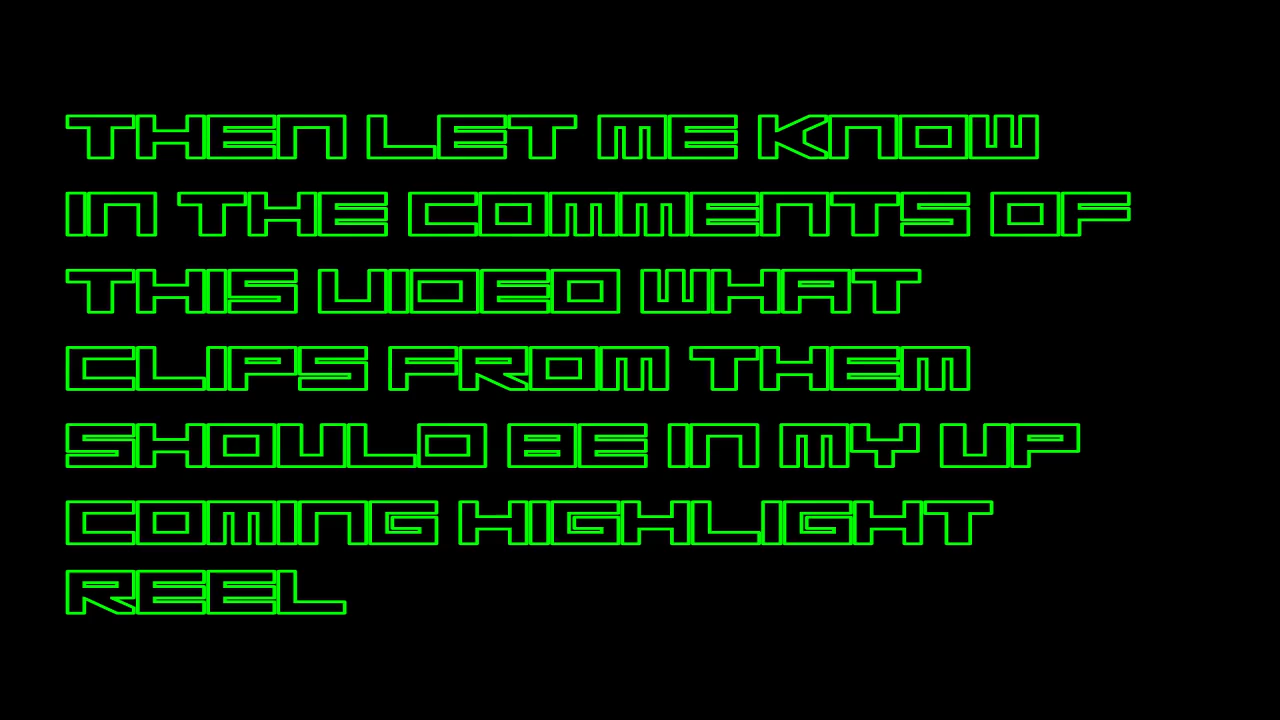 THEN LET ME KNOW
IN THE COMMENTS OF
THIS VIDEO WHAT
CLIPS FROM THEM
SHOULD BE IN MY UP
COMING HIGHLIGHT
REEL